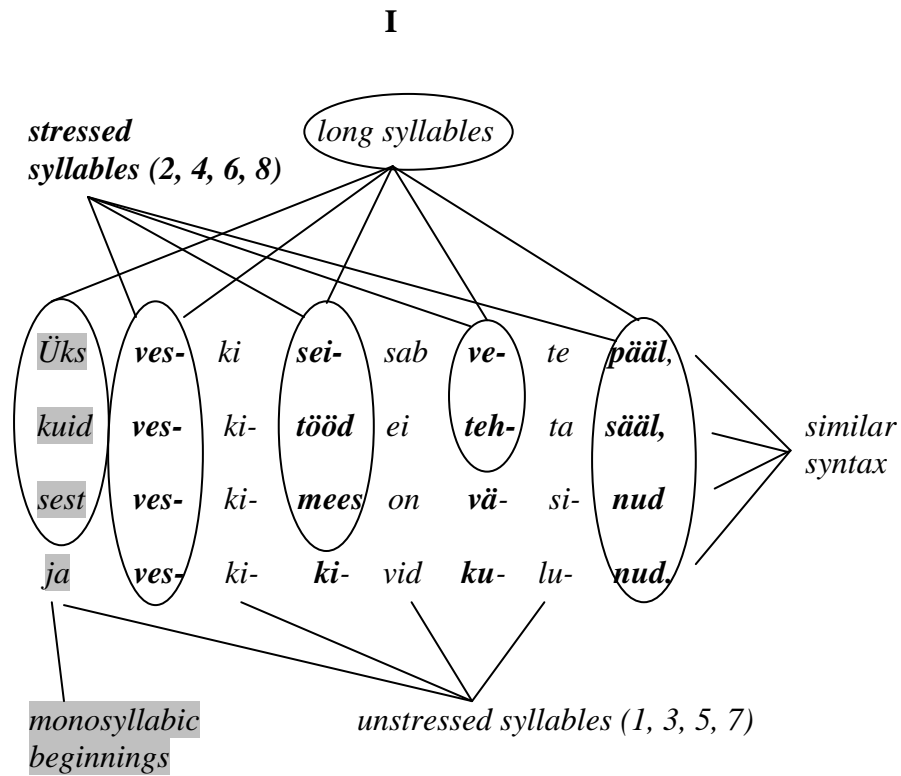 I
stressed
syllables (2, 4, 6, 8)
long syllables
Üks ves- ki sei- sab ve- te pääl,
kuid ves- ki- tööd ei teh- ta sääl,
sest ves- ki- mees on vä- si- nud
ja ves- ki- ki- vid ku- lu- nud.
similar
syntax
monosyllabic
beginnings
unstressed syllables (1, 3, 5, 7)